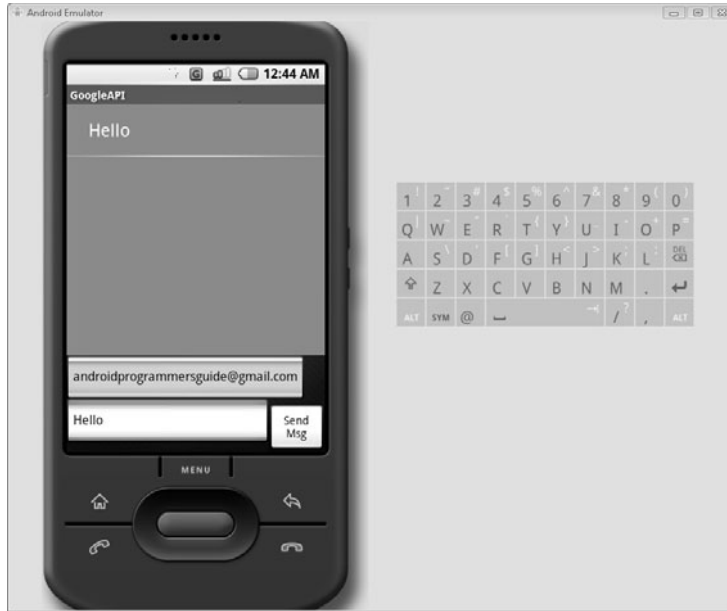 Android Emulator
12:44 AM
GoogleAPI
Hello
androidprogrammersguide@gmail.com
Hello
Send
Msg
MENU
1 ! 2 3 # 4 $ 5 % 6 ^ 7 & 8 * 9 ( 0 )
Q W ~ E " R ` T { Y } U - I - O + P =
A S \ D ' F [ G ] H < J > K ; L : DEL
Z X C V B N M .
ALT SYM @ / ? , ALT